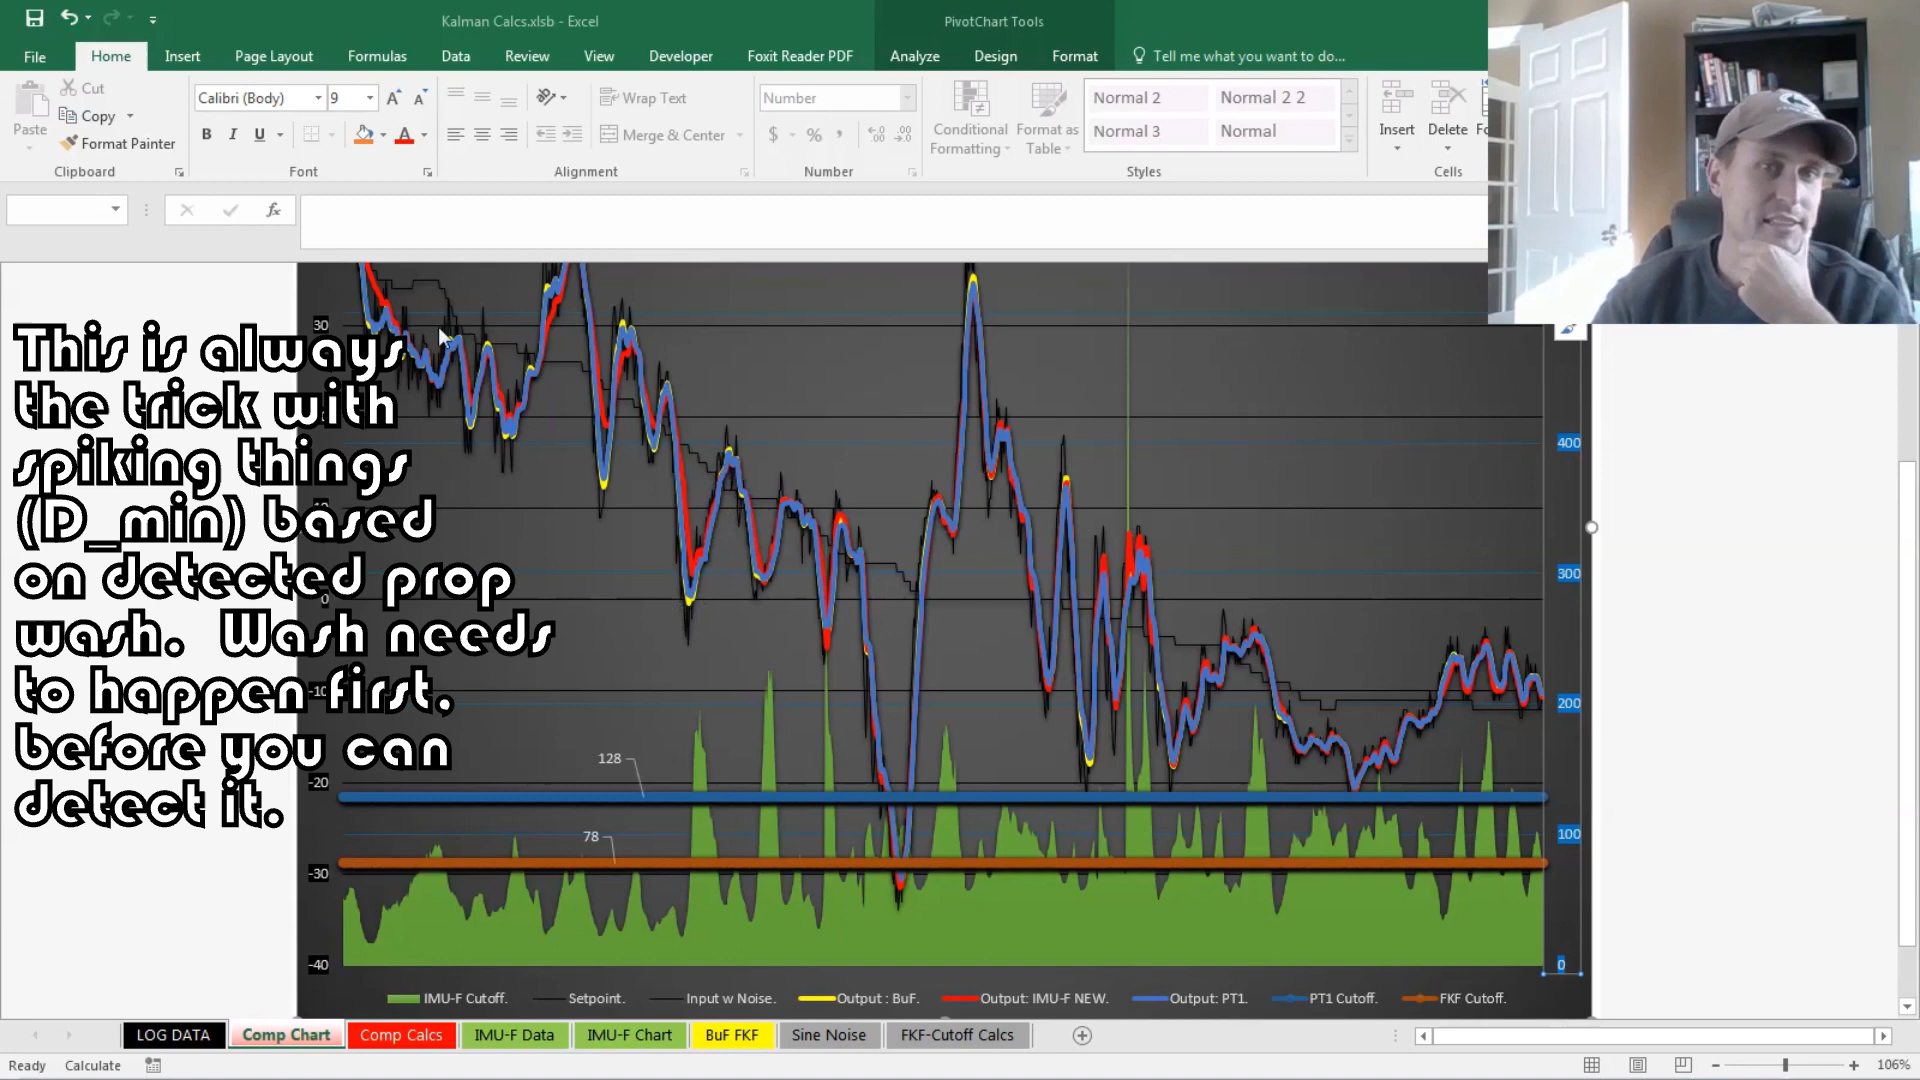 Kalman Calcs.xlsb - Excel
PivotChart Tools
File Home Insert Page Layout Formulas Data Review View Developer Foxit Reader PDF Analyze Design Format Tell me what you want to do...
Cut
Copy
Format Painter
Paste
Clipboard
Calibri (Body) 9
B I U
Font
Wrap Text
Merge & Center
Alignment
Number
$ %
Number
Conditional Formatting
Format as Table
Normal 2 Normal 2 2
Normal 3 Normal
Styles
Insert Delete
Cells
fx
30
0
-10
-20
-30
-40
400
300
200
100
0
128
78
This is always
the trick with
spiking things
(D_min) based
on detected prop
wash. Wash needs
to happen first,
before you can
detect it.
IMU-F Cutoff. Setpoint. Input w Noise. Output : BuF. Output: IMU-F NEW. Output: PT1. PT1 Cutoff. FKF Cutoff.
LOG DATA Comp Chart Comp Calcs IMU-F Data IMU-F Chart BuF FKF Sine Noise FKF-Cutoff Calcs
Ready Calculate 106%